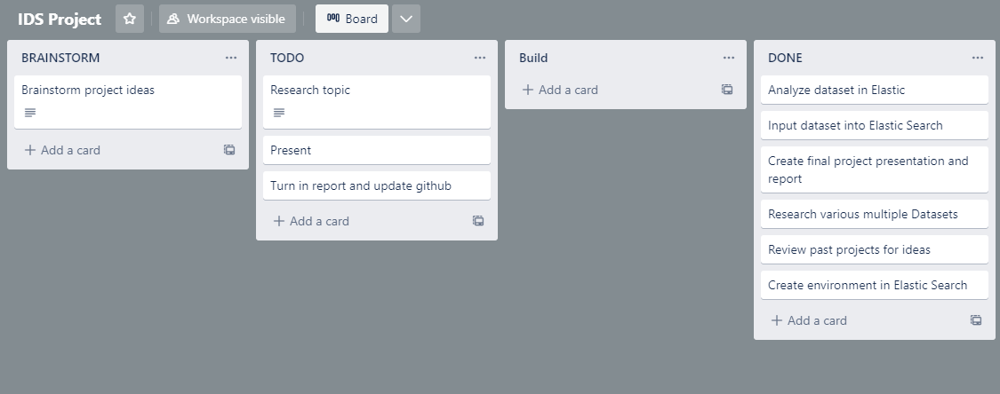 IDS Project
Workspace visible
Board
BRAINSTORM
Brainstorm project ideas
Add a card
TODO
Research topic
Present
Turn in report and update github
Add a card
Build
Add a card
DONE
Analyze dataset in Elastic
Input dataset into Elastic Search
Create final project presentation and
report
Research various multiple Datasets
Review past projects for ideas
Create environment in Elastic Search
Add a card